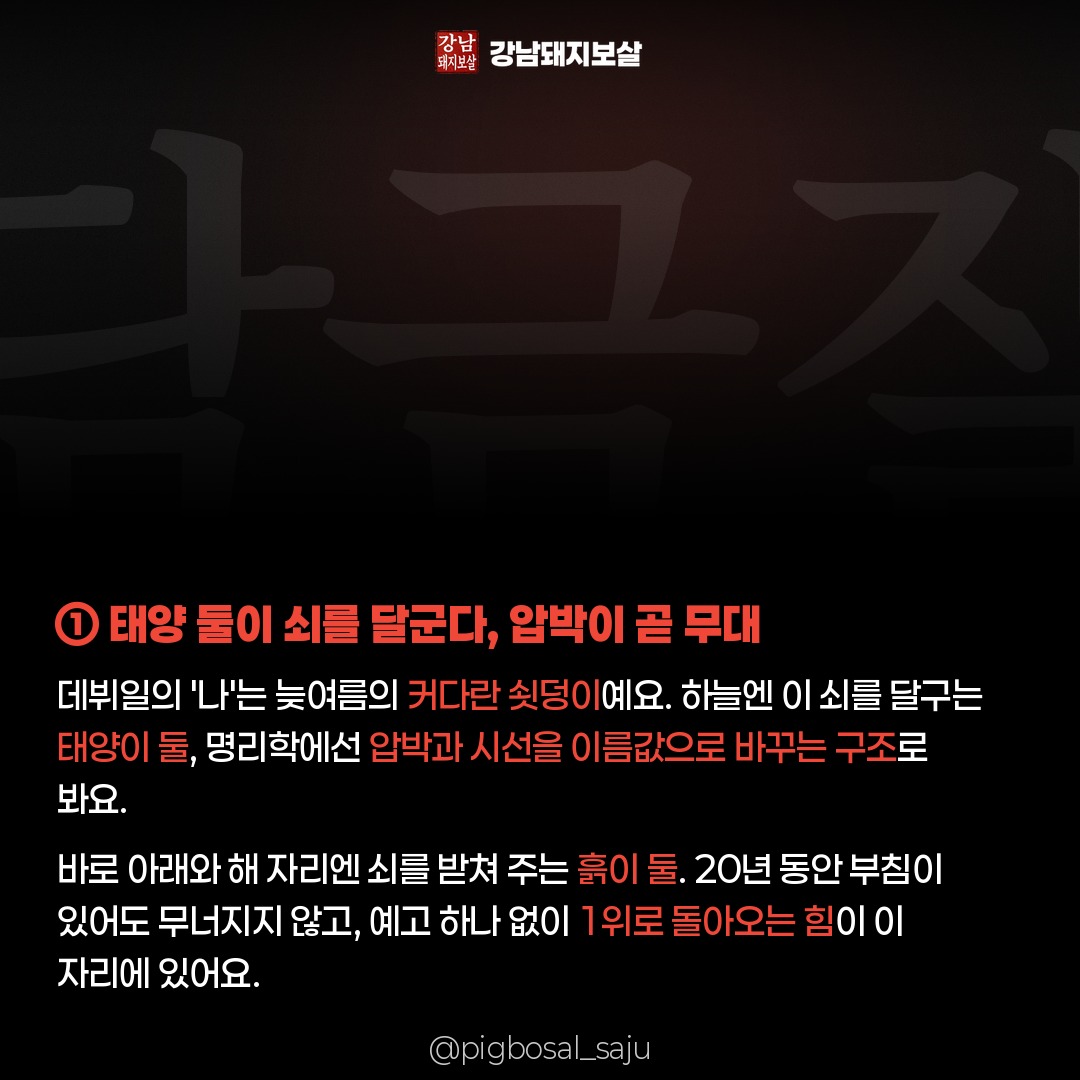 강남
돼지보살
강남돼지보살
담금질
① 태양 둘이 쇠를 달군다, 압박이 곧 무대
데뷔일의 '나'는 늦여름의 커다란 쇳덩이예요. 하늘엔 이 쇠를 달구는
태양이 둘, 명리학에선 압박과 시선을 이름값으로 바꾸는 구조로
봐요.
바로 아래와 해 자리엔 쇠를 받쳐 주는 흙이 둘. 20년 동안 부침이
있어도 무너지지 않고, 예고 하나 없이 1위로 돌아오는 힘이 이
자리에 있어요.
@pigbosal_saju